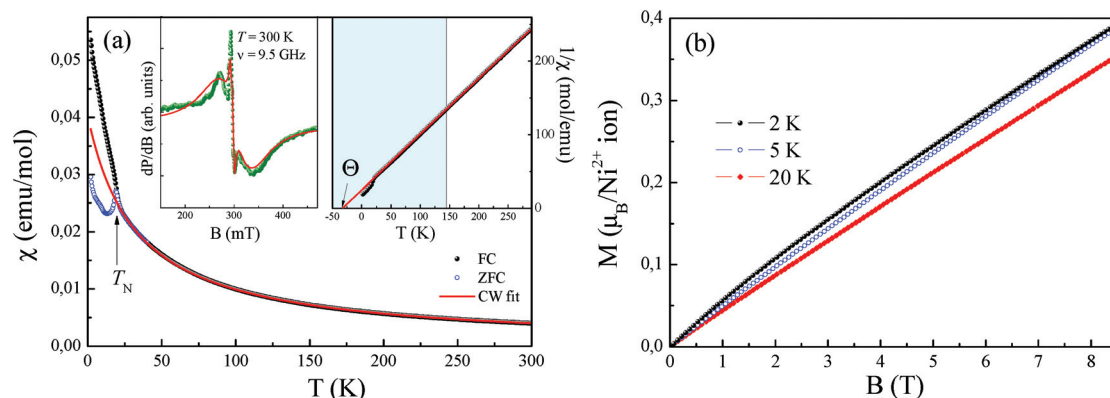 (a)
χ (emu/mol)
0,05
0,04
0,03
0,02
0,01
0,00
0 50 100 150 200 250 300
T (K)
T_N
FC
ZFC
CW fit
dP/dB (arb. units)
T = 300 K
ν = 9.5 GHz
200 300 400
B (mT)
Θ
-50 0 50 100 150 200 250
T (K)
200
100
0
1/χ (mol/emu)
(b)
M (μ_B/Ni²⁺ ion)
0,4
0,3
0,2
0,1
0,0
2 K
5 K
20 K
0 1 2 3 4 5 6 7 8
B (T)